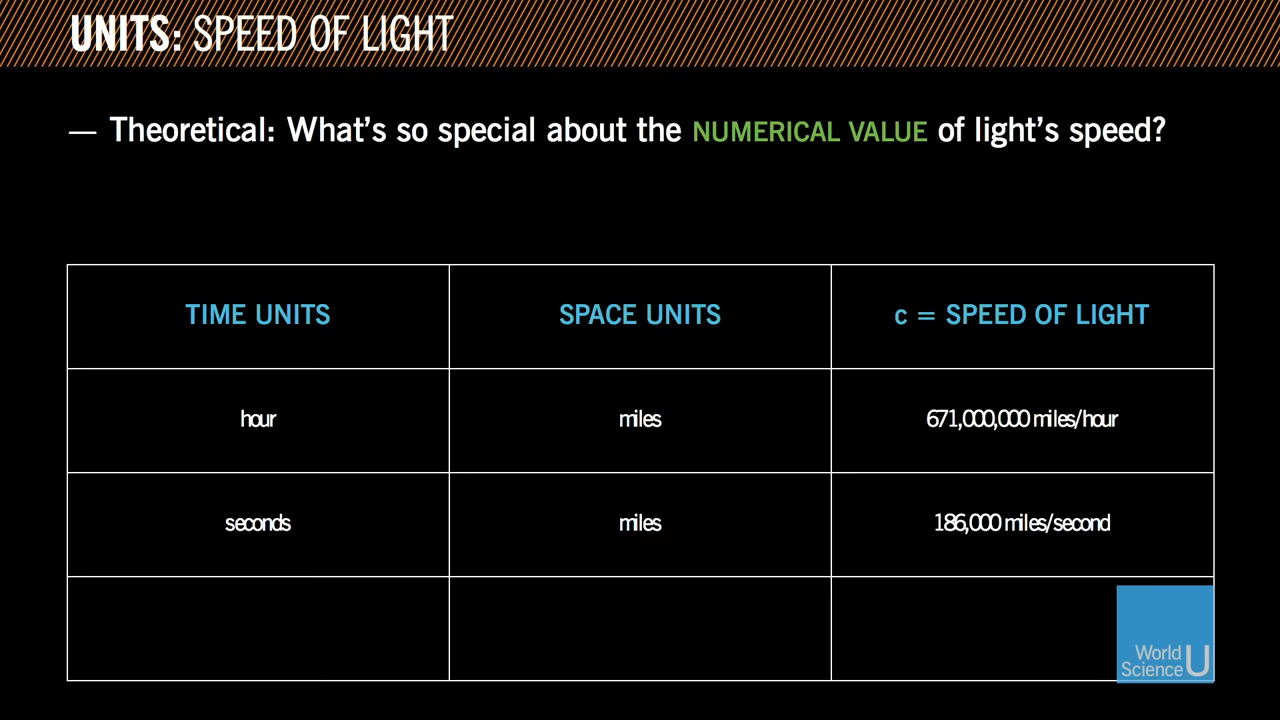 UNITS: SPEED OF LIGHT
— Theoretical: What's so special about the NUMERICAL VALUE of light's speed?
TIME UNITS SPACE UNITS c = SPEED OF LIGHT
hour miles 671,000,000 miles/hour
seconds miles 186,000 miles/second
World
Science U